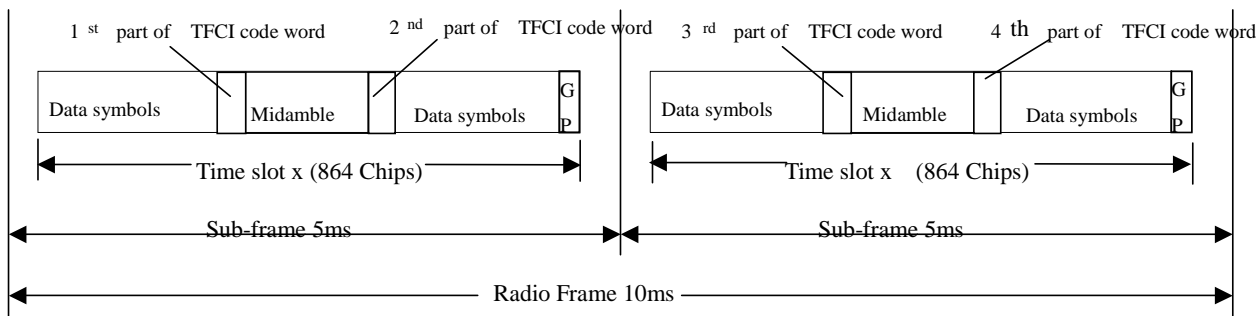 1 st part of TFCI code word 2 nd part of TFCI code word 3 rd part of TFCI code word 4 th part of TFCI code word
Data symbols Midamble Data symbols G P Data symbols Midamble Data symbols G P
Time slot x (864 Chips) Time slot x (864 Chips)
Sub-frame 5ms Sub-frame 5ms
Radio Frame 10ms